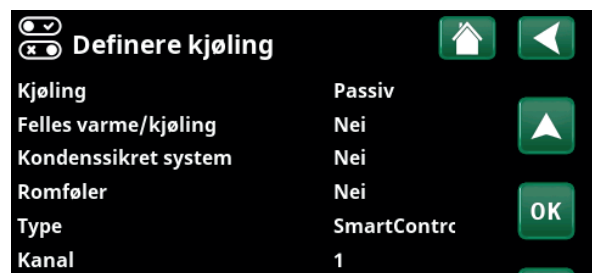 Definere kjøling
Kjøling Passiv
Felles varme/kjøling Nei
Kondenssikret system Nei
Romføler Nei
OK
Type SmartContrc
Kanal 1